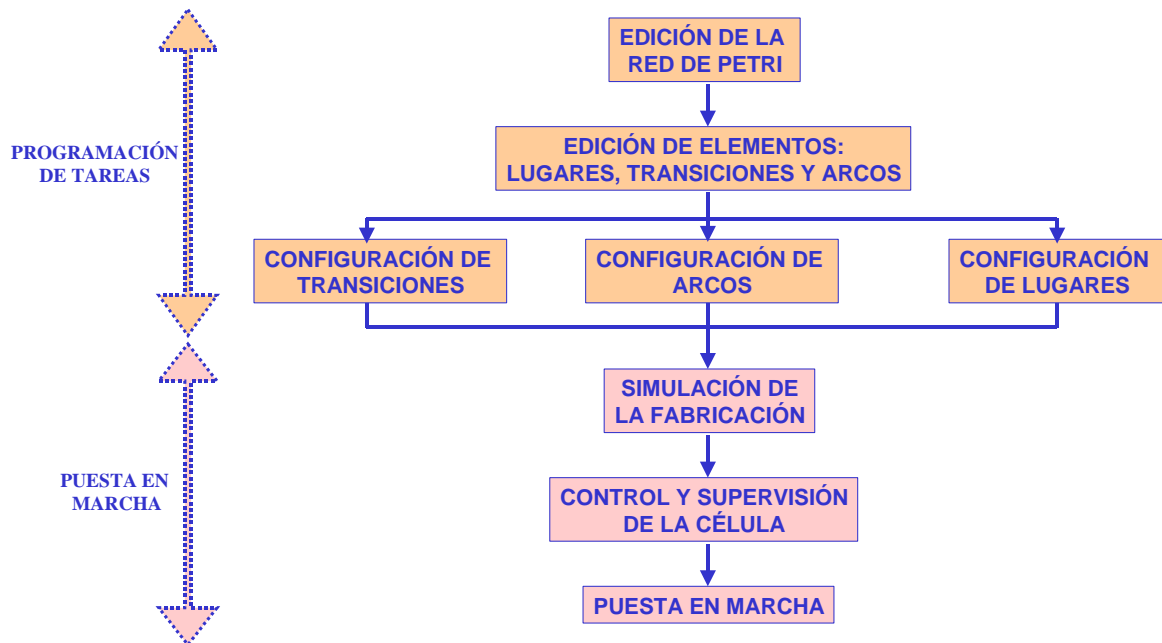 EDICIÓN DE LA
RED DE PETRI
EDICIÓN DE ELEMENTOS:
LUGARES, TRANSICIONES Y ARCOS
PROGRAMACIÓN
DE TAREAS
CONFIGURACIÓN DE
TRANSICIONES
CONFIGURACIÓN DE
ARCOS
CONFIGURACIÓN
DE LUGARES
SIMULACIÓN DE
LA FABRICACIÓN
PUESTA EN
MARCHA
CONTROL Y SUPERVISIÓN
DE LA CÉLULA
PUESTA EN MARCHA